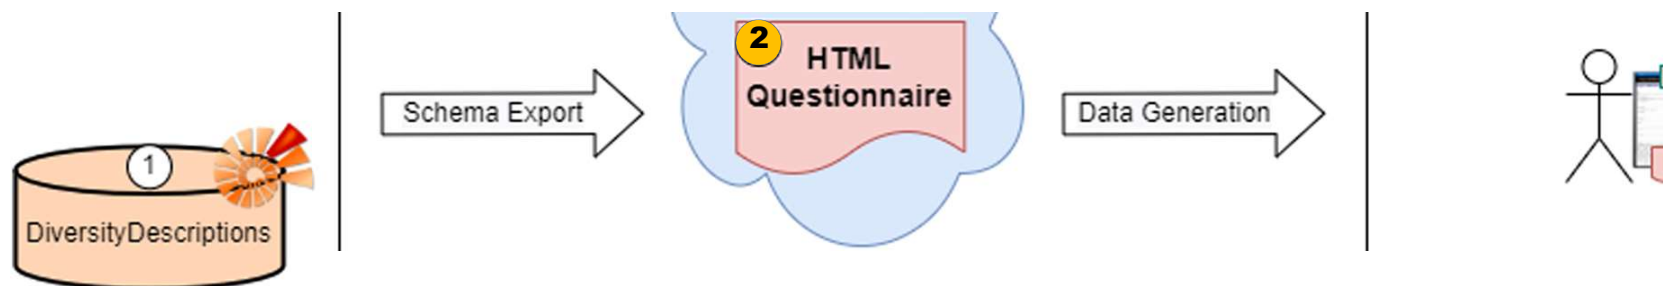 1
DiversityDescriptions
Schema Export
2
HTML
Questionnaire
Data Generation